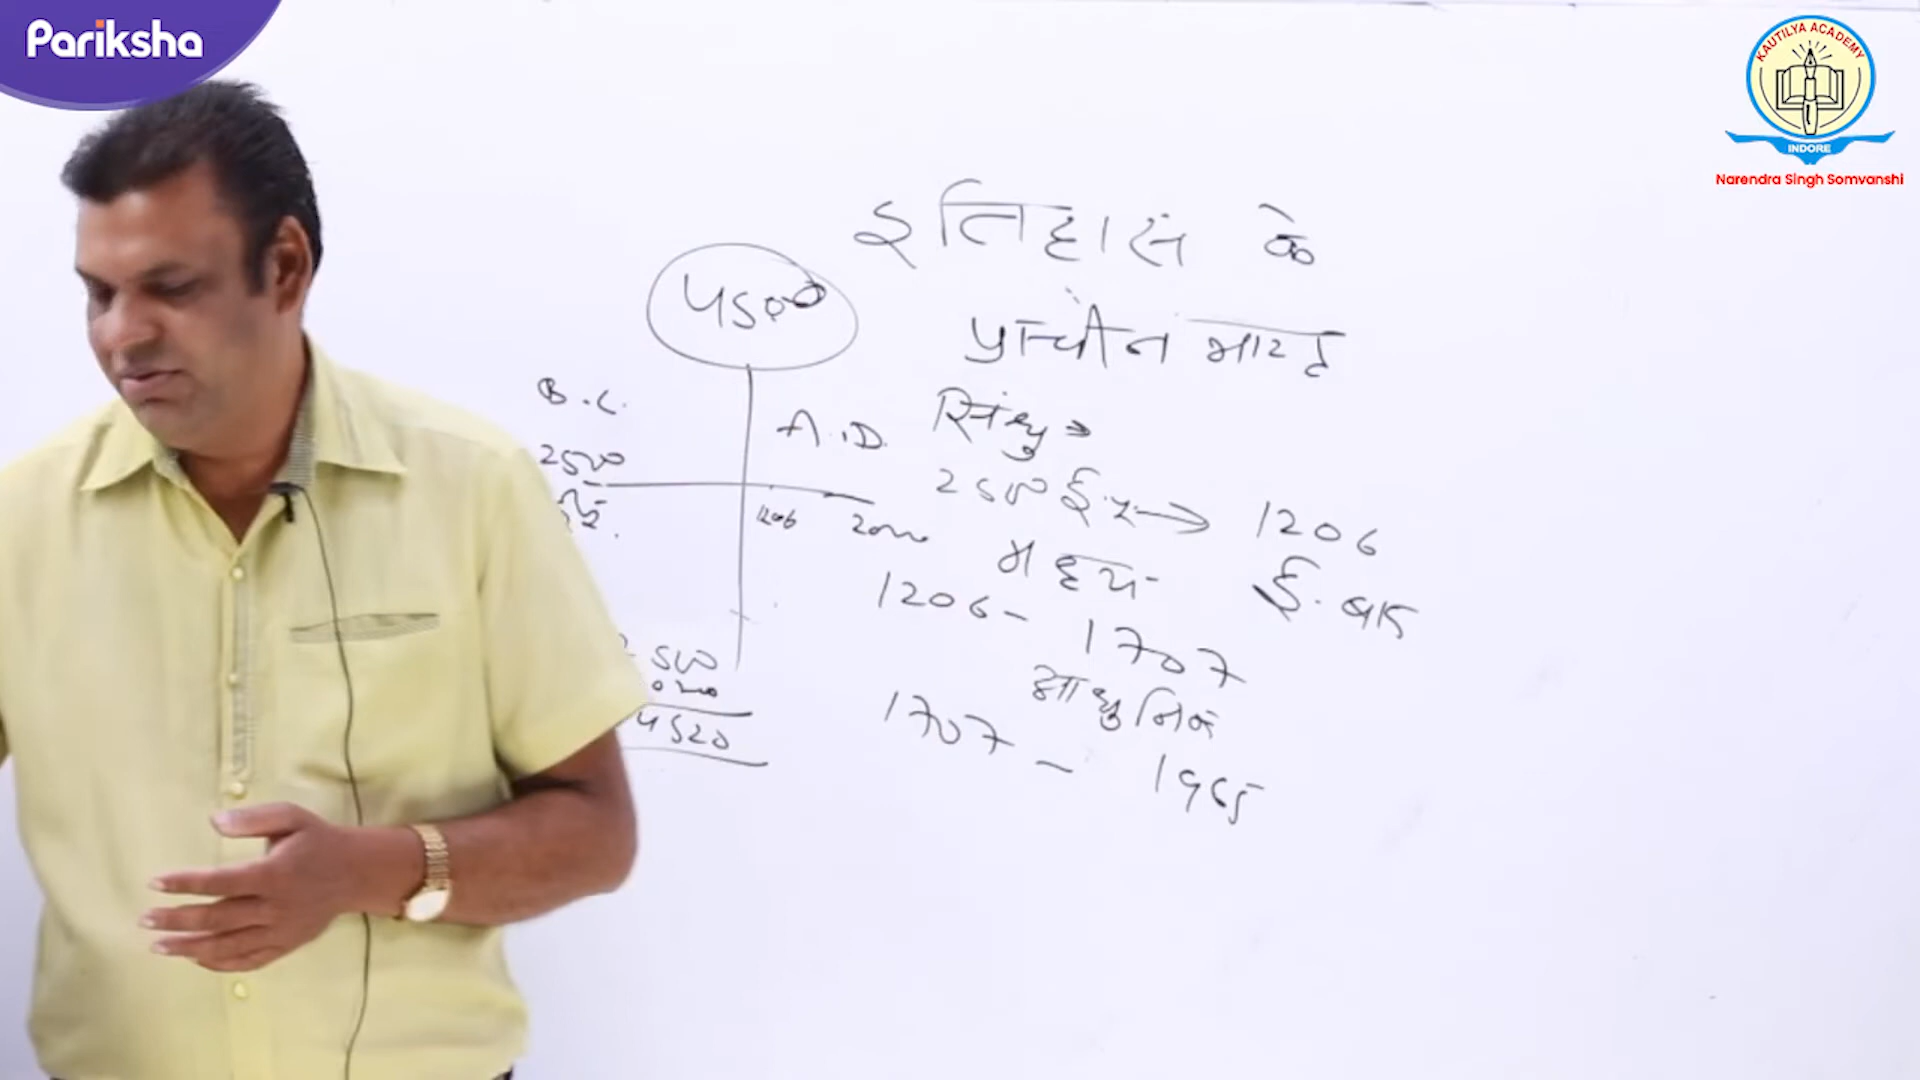 Pariksha
KAUTILYA ACADEMY
INDORE
Narendra Singh Somvanshi
इतिहास के
4500
प्राचीन भारत
B.C.
A.D.
सिंधु →
2500
2500 ई.पू. → 1206
1206 2000
मध्य ई. बाद
1206 - 1707
500
आधुनिक
4520
1707 - 1965